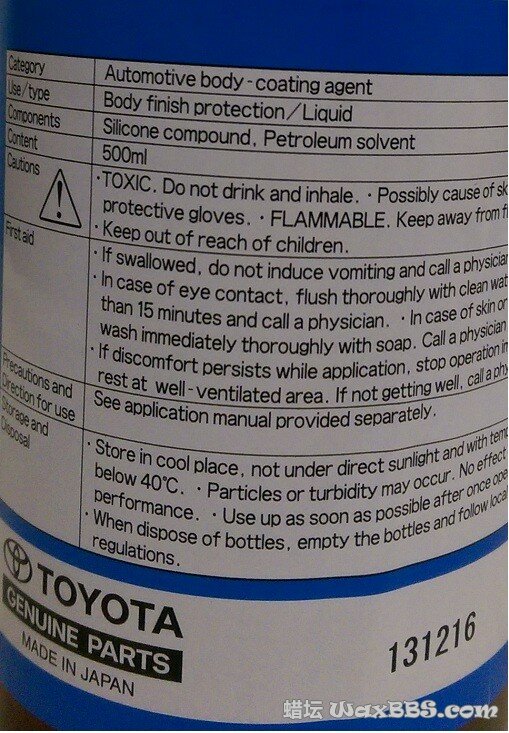 Category
Automotive body-coating agent
Use/type
Body finish protection/Liquid
Components
Silicone compound, Petroleum solvent
Content
500ml
Cautions
・TOXIC. Do not drink and inhale. ・Possibly cause of
protective gloves. ・FLAMMABLE. Keep away from
・Keep out of reach of children.
First aid
・If swallowed, do not induce vomiting and call a physician
・In case of eye contact, flush thoroughly with clean
than 15 minutes and call a physician. ・In case of skin or
wash immediately thoroughly with soap. Call a physician
・If discomfort persists while application, stop operation
rest at well-ventilated area. If not getting well, call a
Precautions and
Direction for use
See application manual provided separately.
Storage and
Disposal
・Store in cool place, not under direct sunlight and with
below 40℃. ・Particles or turbidity may occur. No effect
performance. ・Use up as soon as possible after once
・When dispose of bottles, empty the bottles and follow
regulations.
TOYOTA
GENUINE PARTS
MADE IN JAPAN
131216
蜡坛 WaxBBS.com